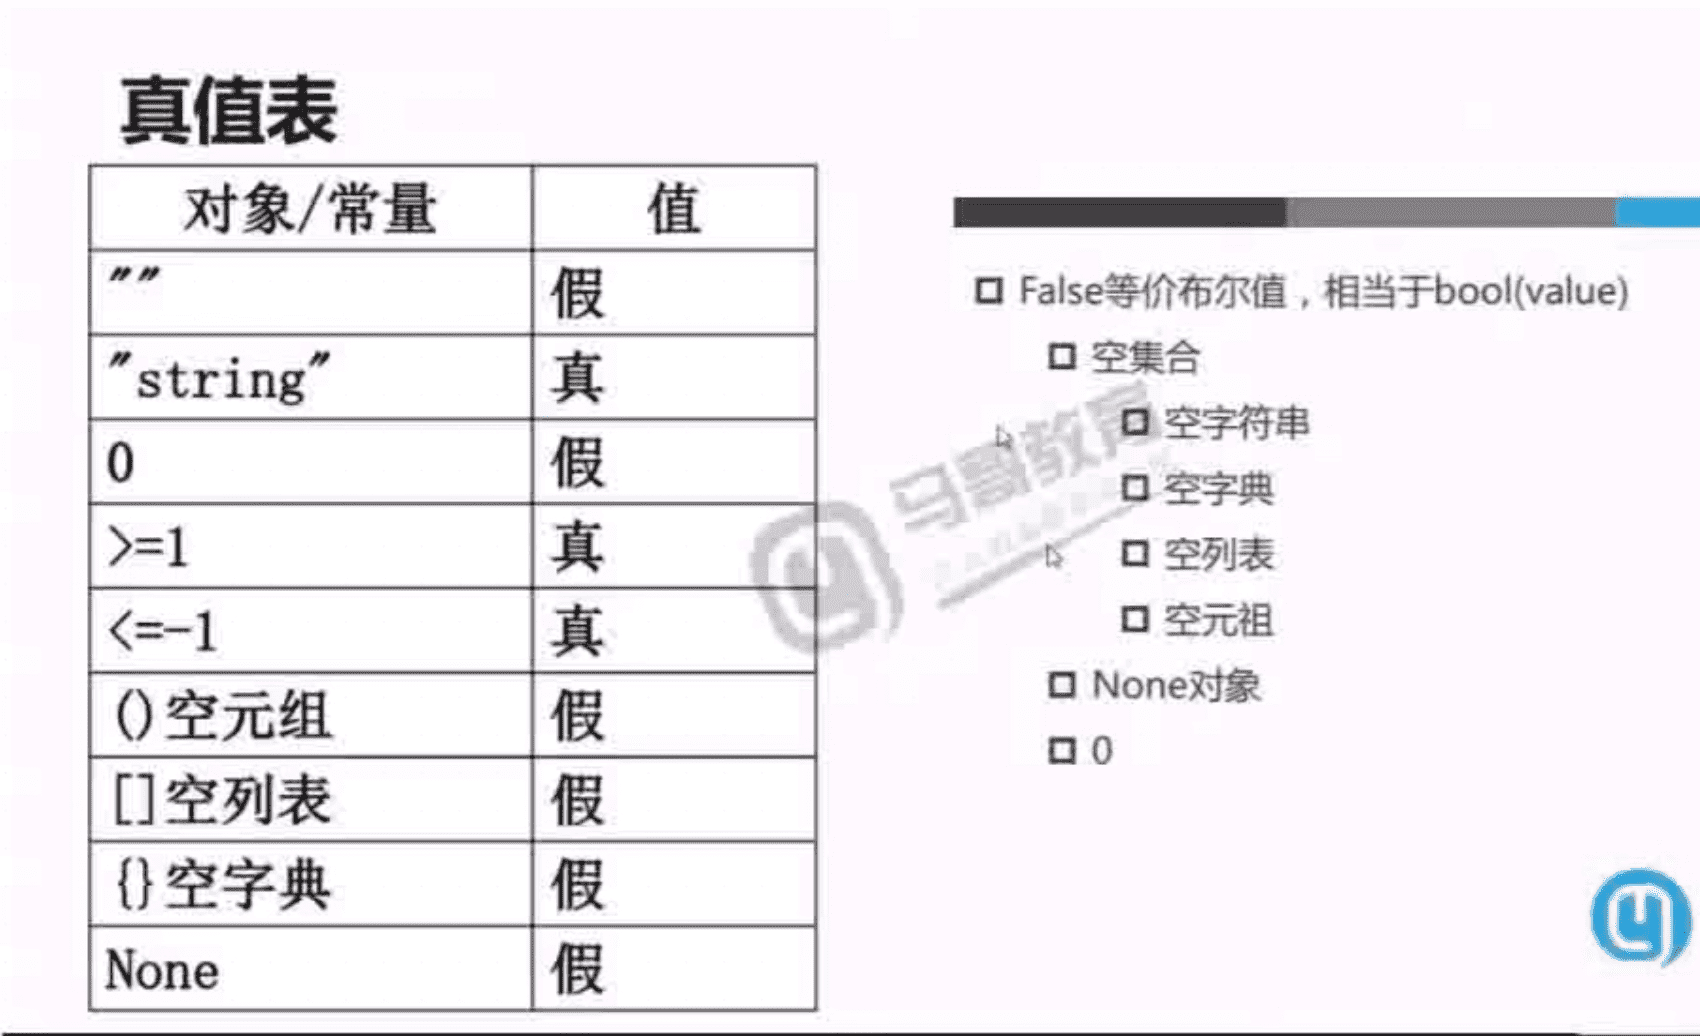 真值表
对象/常量 值
"" 假
"string" 真
0 假
>=1 真
<=-1 真
()空元组 假
[]空列表 假
{}空字典 假
None 假
False等价布尔值，相当于bool(value)
空集合
空字符串
空字典
空列表
空元祖
None对象
0
马哥教育